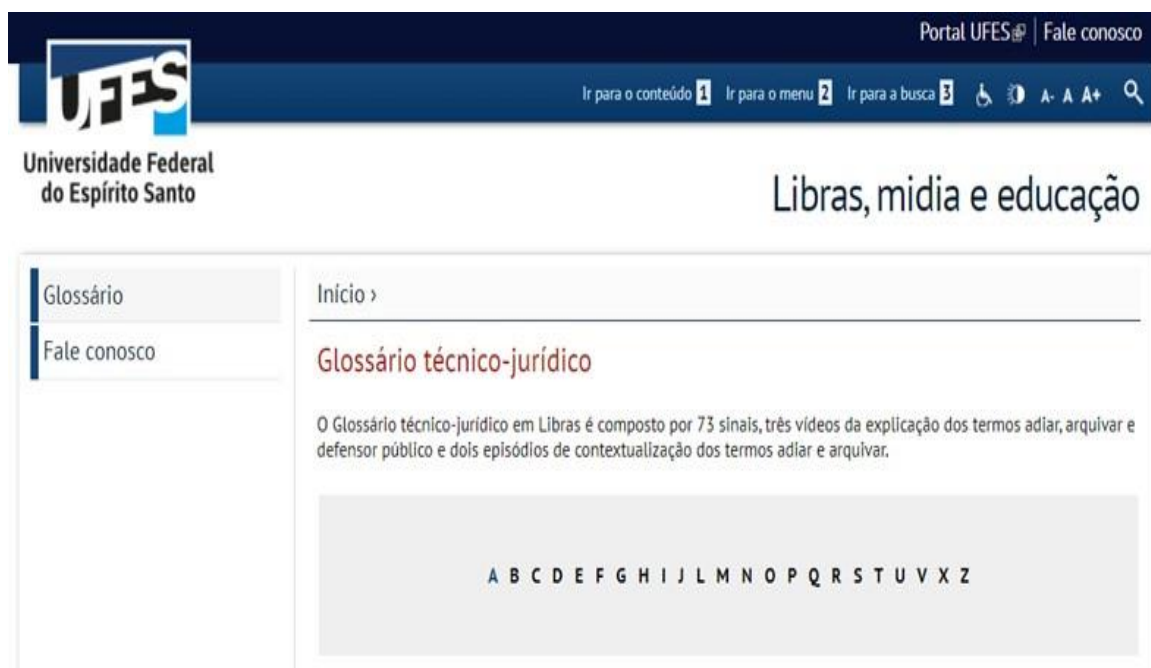 Portal UFES | Fale conosco
UFES
Ir para o conteúdo 1 Ir para o menu 2 Ir para a busca 3 A- A A+
Universidade Federal
do Espírito Santo
Libras, midia e educação
Glossário
Fale conosco
Início ›
Glossário técnico-jurídico
O Glossário técnico-jurídico em Libras é composto por 73 sinais, três vídeos da explicação dos termos adiar, arquivar e
defensor público e dois episódios de contextualização dos termos adiar e arquivar.
A B C D E F G H I J L M N O P Q R S T U V X Z